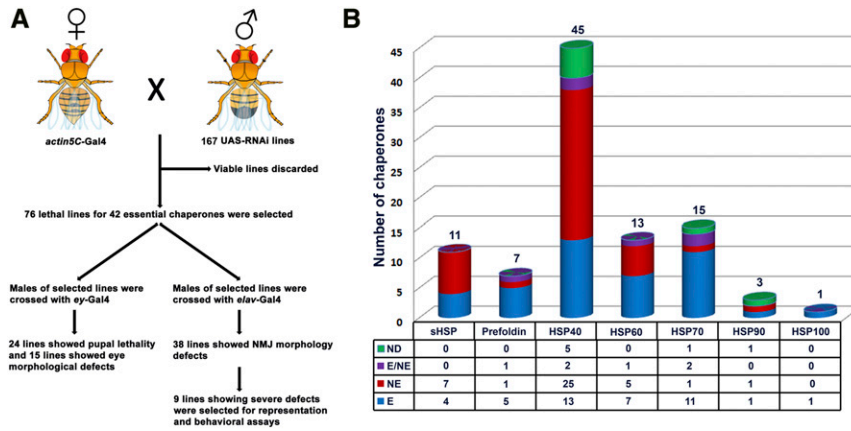 A
♀
♂
X
actin5C-Gal4
167 UAS-RNAi lines
Viable lines discarded
76 lethal lines for 42 essential chaperones were selected
Males of selected lines were
crossed with ey-Gal4
Males of selected lines were
crossed with elav-Gal4
24 lines showed pupal lethality
and 15 lines showed eye
morphological defects
38 lines showed NMJ morphology
defects
9 lines showing severe defects
were selected for representation
and behavioral assays
B
Number of chaperones
45
40
35
30
25
20
15
10
5
0
11
7
45
13
15
3
1
sHSP Prefoldin HSP40 HSP60 HSP70 HSP90 HSP100
ND 0 0 5 0 1 1 0
E/NE 0 1 2 1 2 0 0
NE 7 1 25 5 1 1 0
E 4 5 13 7 11 1 1